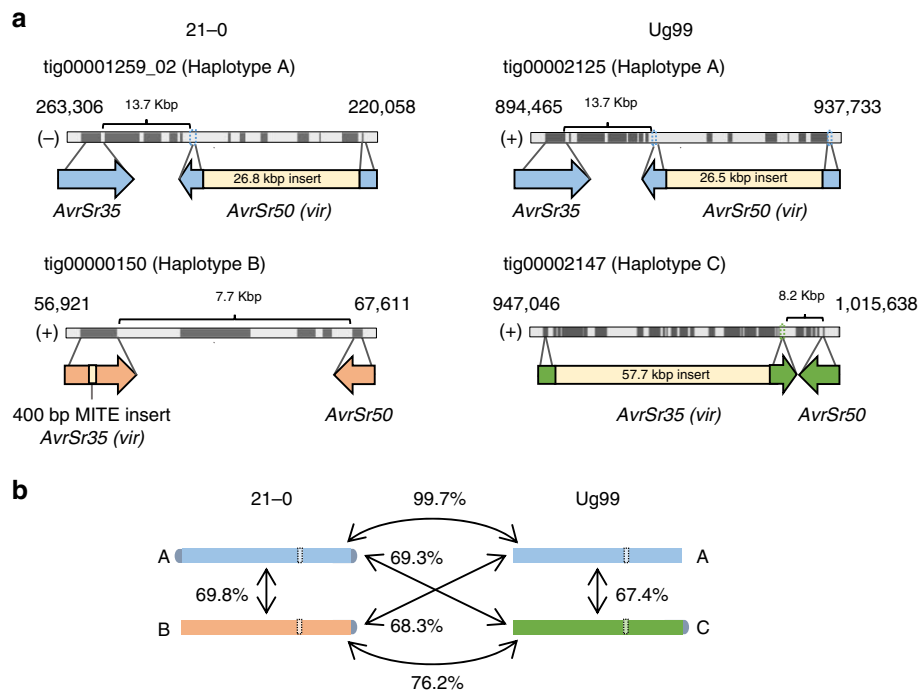 a
21–0
Ug99
tig00001259_02 (Haplotype A)
tig00002125 (Haplotype A)
263,306
13.7 Kbp
220,058
894,465
13.7 Kbp
937,733
(–)
(+)
26.8 kbp insert
26.5 kbp insert
AvrSr35
AvrSr50 (vir)
AvrSr35
AvrSr50 (vir)
tig00000150 (Haplotype B)
tig00002147 (Haplotype C)
56,921
7.7 Kbp
67,611
947,046
8.2 Kbp
1,015,638
(+)
(+)
57.7 kbp insert
400 bp MITE insert
AvrSr35 (vir)
AvrSr50
AvrSr35 (vir)
AvrSr50
b
21–0
99.7%
Ug99
A
69.3%
A
69.8%
67.4%
B
68.3%
C
76.2%